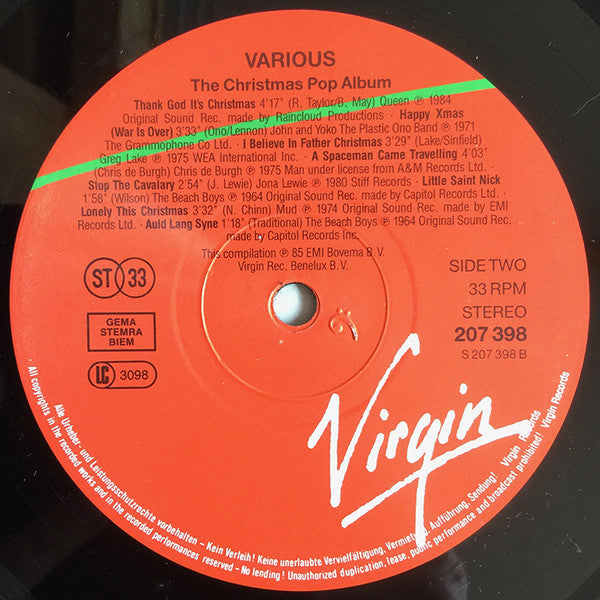 VARIOUS
The Christmas Pop Album
Thank God It's Christmas 4'17" (R. Taylor/B. May) Queen ℗ 1984
Original Sound Rec. made by Raincloud Productions · Happy Xmas
(War Is Over) 3'33" (Ono/Lennon) John and Yoko The Plastic Ono Band ℗ 1971
The Grammophone Co Ltd. · I Believe In Father Christmas 3'29" (Lake/Sinfield)
Greg Lake ℗ 1975 WEA International Inc. · A Spaceman Came Travelling 4'03"
(Chris de Burgh) Chris de Burgh ℗ 1975 Man under license from A&M Records Ltd. ·
Stop The Cavalary 2'54" (J. Lewie) Jona Lewie ℗ 1980 Stiff Records · Little Saint Nick
1'58" (Wilson) The Beach Boys ℗ 1964 Original Sound Rec. made by Capitol Records Ltd ·
Lonely This Christmas 3'32" (N. Chinn) Mud ℗ 1974 Original Sound Rec. made by EMI
Records Ltd · Auld Lang Syne 1'18" (Traditional) The Beach Boys ℗ 1964 Original Sound Rec.
made by Capitol Records Inc.
This compilation ℗ 85 EMI Bovema B.V.
Virgin Rec. Benelux B.V.
ST 33
SIDE TWO
33 RPM
STEREO
207 398
S 207 398 B
GEMA
STEMRA
BIEM
LC 3098
Virgin
Alle Urheber- und Leistungsschutzrechte vorbehalten – Kein Verleih! Keine unerlaubte Vervielfältigung, Vermietung, Aufführung, Sendung! Virgin Records
All copyrights in the recorded works and in the recorded performances reserved – No lending! Unauthorized duplication, lease, public performance and broadcast prohibited! Virgin Records